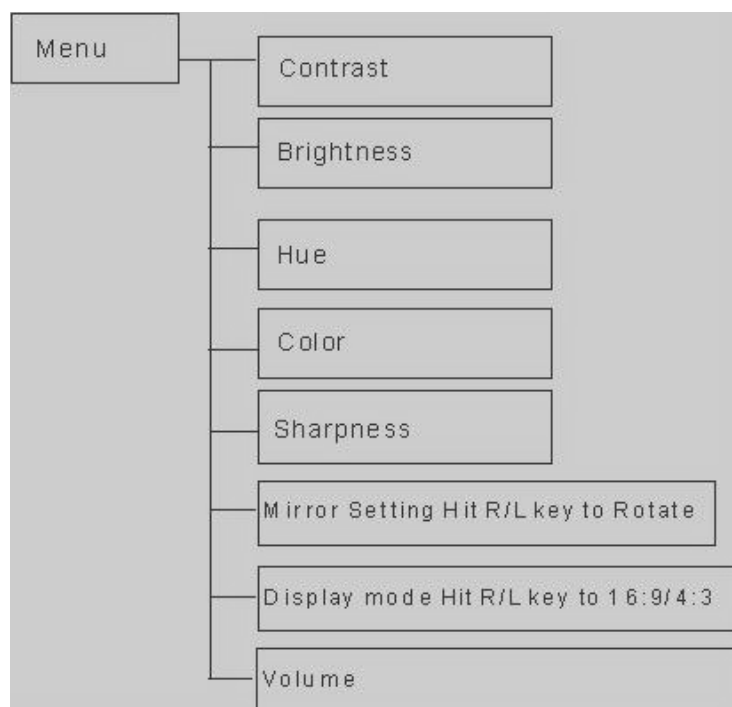 Menu
Contrast
Brightness
Hue
Color
Sharpness
Mirror Setting Hit R/L key to Rotate
Display mode Hit R/L key to 16:9/4:3
Volume